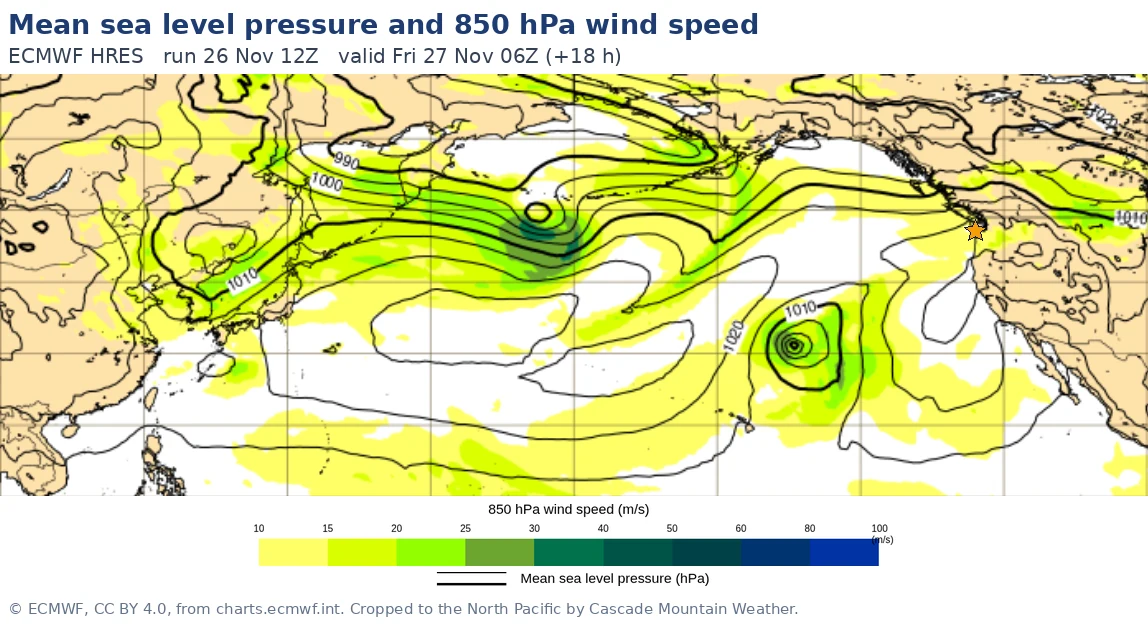 Mean sea level pressure and 850 hPa wind speed
ECMWF HRES run 26 Nov 12Z valid Fri 27 Nov 06Z (+18 h)
1020
990
1000
1010
1010
1010
1020
850 hPa wind speed (m/s)
10 15 20 25 30 40 50 60 80 100
(m/s)
Mean sea level pressure (hPa)
© ECMWF, CC BY 4.0, from charts.ecmwf.int. Cropped to the North Pacific by Cascade Mountain Weather.